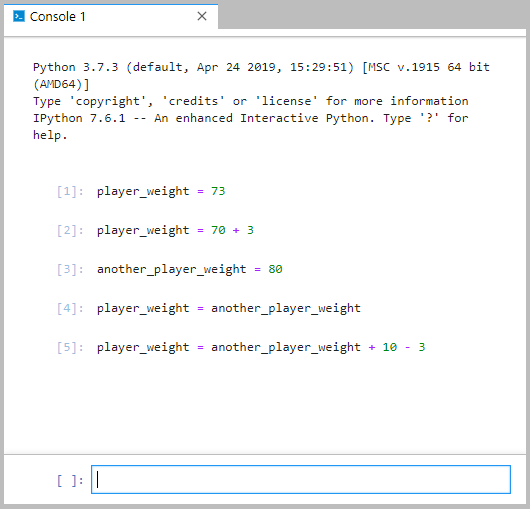 Console 1
Python 3.7.3 (default, Apr 24 2019, 15:29:51) [MSC v.1915 64 bit
(AMD64)]
Type 'copyright', 'credits' or 'license' for more information
IPython 7.6.1 -- An enhanced Interactive Python. Type '?' for
help.
[1]: player_weight = 73
[2]: player_weight = 70 + 3
[3]: another_player_weight = 80
[4]: player_weight = another_player_weight
[5]: player_weight = another_player_weight + 10 - 3
[ ]: